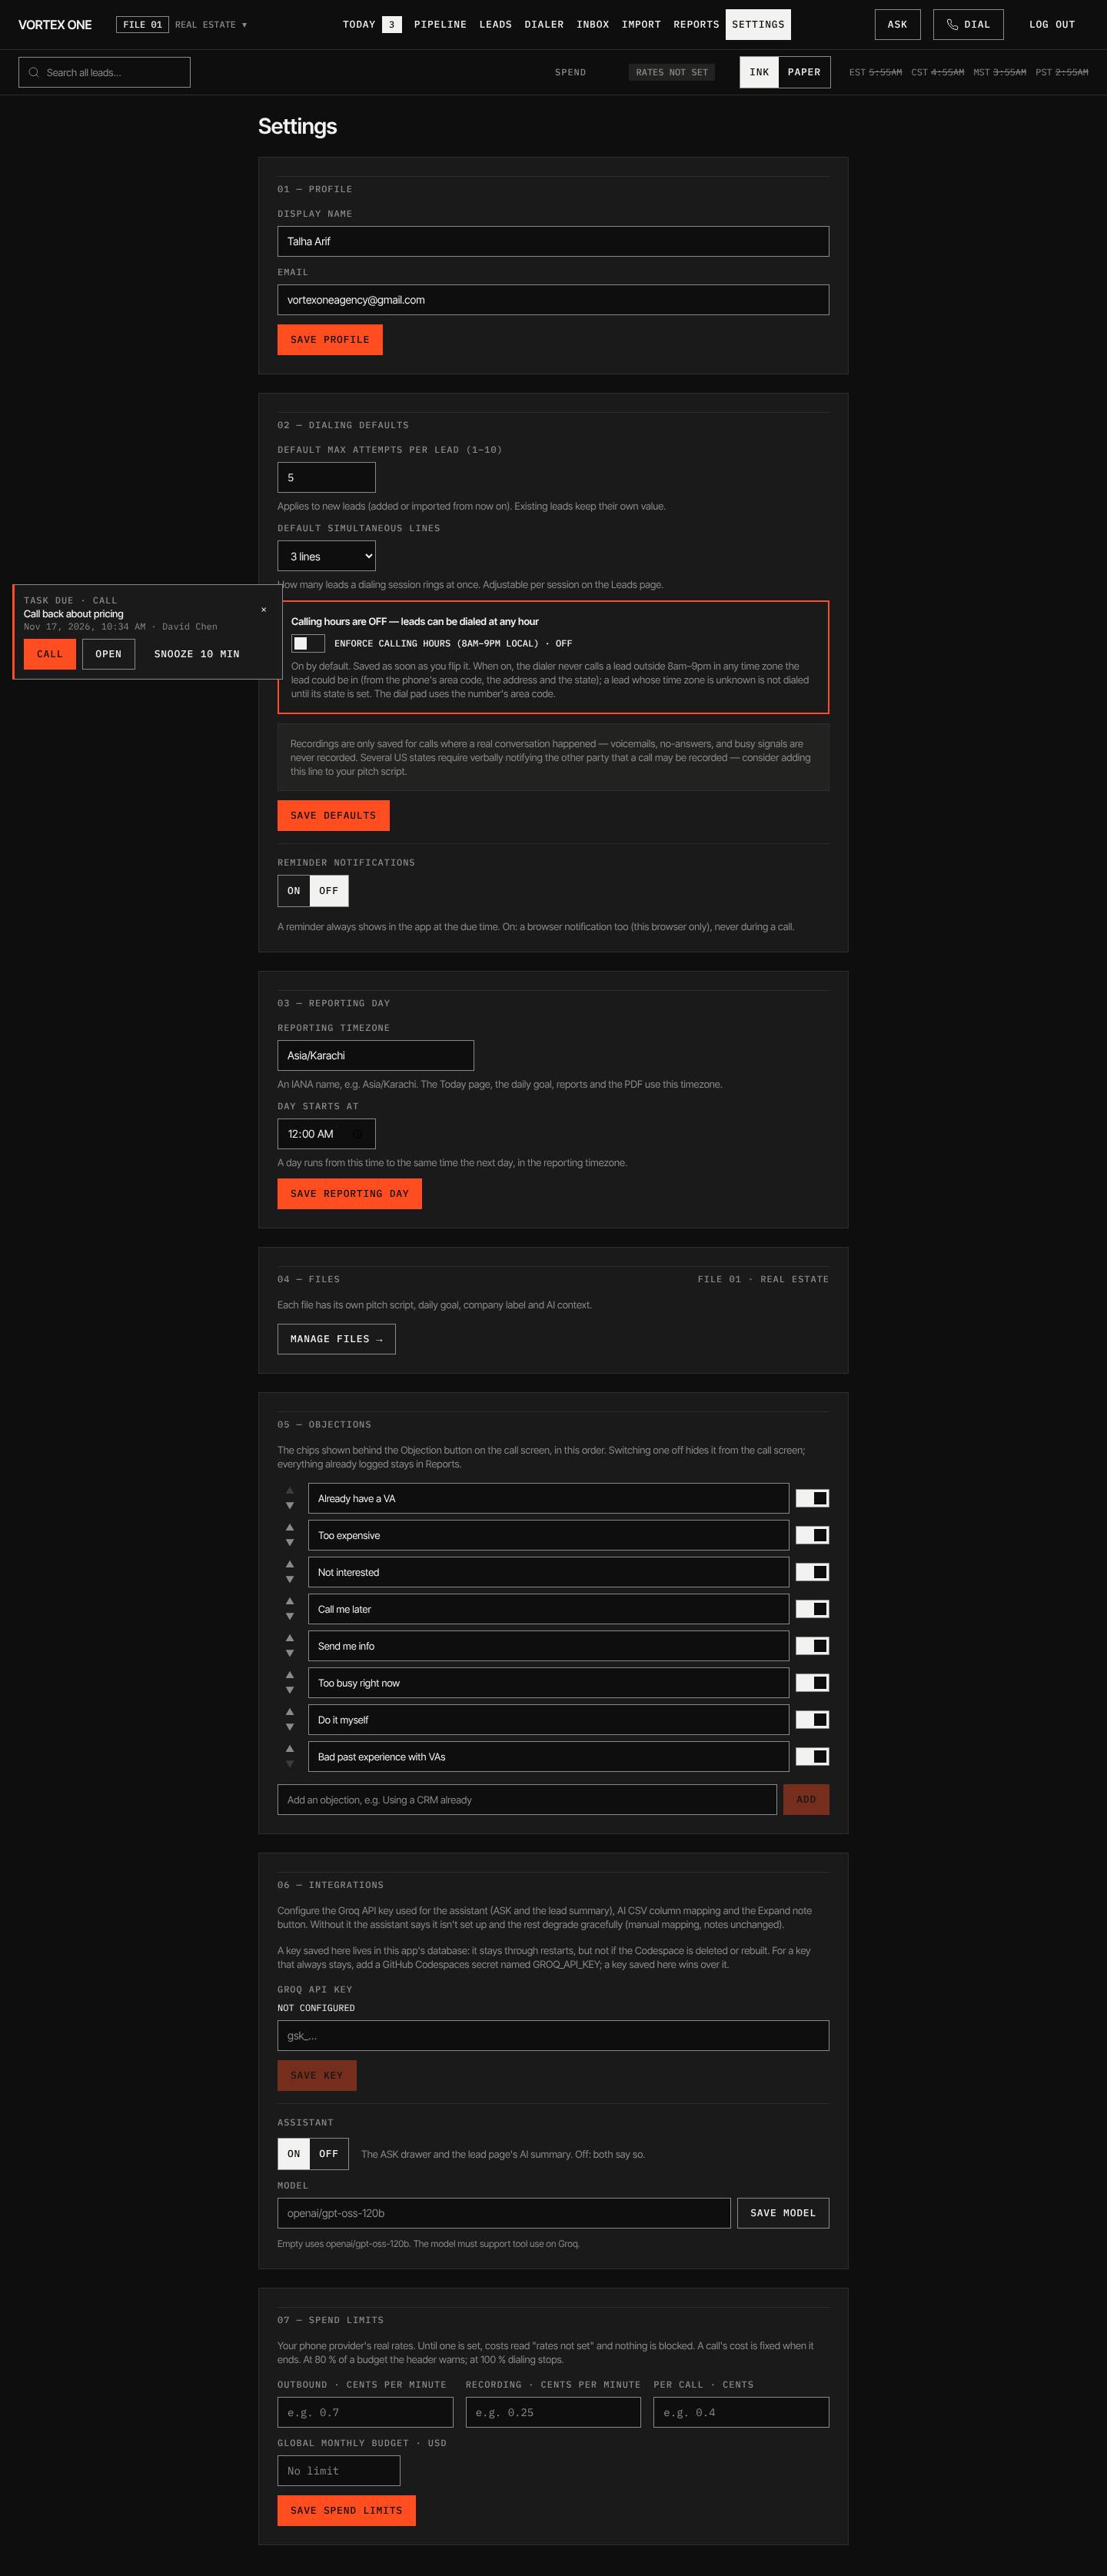 VORTEX ONE
FILE 01 REAL ESTATE ▾
TODAY 3 PIPELINE LEADS DIALER INBOX IMPORT REPORTS SETTINGS
ASK DIAL LOG OUT
Search all leads...
SPEND RATES NOT SET INK PAPER EST 5:55AM CST 4:55AM MST 3:55AM PST 2:55AM
Settings
01 — PROFILE
DISPLAY NAME
Talha Arif
EMAIL
vortexoneagency@gmail.com
SAVE PROFILE
02 — DIALING DEFAULTS
DEFAULT MAX ATTEMPTS PER LEAD (1–10)
5
Applies to new leads (added or imported from now on). Existing leads keep their own value.
DEFAULT SIMULTANEOUS LINES
3 lines
How many leads a dialing session rings at once. Adjustable per session on the Leads page.
TASK DUE · CALL
×
Call back about pricing
Nov 17, 2026, 10:34 AM · David Chen
CALL OPEN SNOOZE 10 MIN
Calling hours are OFF — leads can be dialed at any hour
ENFORCE CALLING HOURS (8AM–9PM LOCAL) · OFF
On by default. Saved as soon as you flip it. When on, the dialer never calls a lead outside 8am–9pm in any time zone the
lead could be in (from the phone's area code, the address and the state); a lead whose time zone is unknown is not dialed
until its state is set. The dial pad uses the number's area code.
Recordings are only saved for calls where a real conversation happened — voicemails, no-answers, and busy signals are
never recorded. Several US states require verbally notifying the other party that a call may be recorded — consider adding
this line to your pitch script.
SAVE DEFAULTS
REMINDER NOTIFICATIONS
ON OFF
A reminder always shows in the app at the due time. On: a browser notification too (this browser only), never during a call.
03 — REPORTING DAY
REPORTING TIMEZONE
Asia/Karachi
An IANA name, e.g. Asia/Karachi. The Today page, the daily goal, reports and the PDF use this timezone.
DAY STARTS AT
12:00 AM
A day runs from this time to the same time the next day, in the reporting timezone.
SAVE REPORTING DAY
04 — FILES FILE 01 · REAL ESTATE
Each file has its own pitch script, daily goal, company label and AI context.
MANAGE FILES →
05 — OBJECTIONS
The chips shown behind the Objection button on the call screen, in this order. Switching one off hides it from the call screen;
everything already logged stays in Reports.
Already have a VA
Too expensive
Not interested
Call me later
Send me info
Too busy right now
Do it myself
Bad past experience with VAs
Add an objection, e.g. Using a CRM already
ADD
06 — INTEGRATIONS
Configure the Groq API key used for the assistant (ASK and the lead summary), AI CSV column mapping and the Expand note
button. Without it the assistant says it isn't set up and the rest degrade gracefully (manual mapping, notes unchanged).
A key saved here lives in this app's database: it stays through restarts, but not if the Codespace is deleted or rebuilt. For a key
that always stays, add a GitHub Codespaces secret named GROQ_API_KEY; a key saved here wins over it.
GROQ API KEY
NOT CONFIGURED
gsk_...
SAVE KEY
ASSISTANT
ON OFF The ASK drawer and the lead page's AI summary. Off: both say so.
MODEL
openai/gpt-oss-120b SAVE MODEL
Empty uses openai/gpt-oss-120b. The model must support tool use on Groq.
07 — SPEND LIMITS
Your phone provider's real rates. Until one is set, costs read "rates not set" and nothing is blocked. A call's cost is fixed when it
ends. At 80 % of a budget the header warns; at 100 % dialing stops.
OUTBOUND · CENTS PER MINUTE RECORDING · CENTS PER MINUTE PER CALL · CENTS
e.g. 0.7 e.g. 0.25 e.g. 0.4
GLOBAL MONTHLY BUDGET · USD
No limit
SAVE SPEND LIMITS